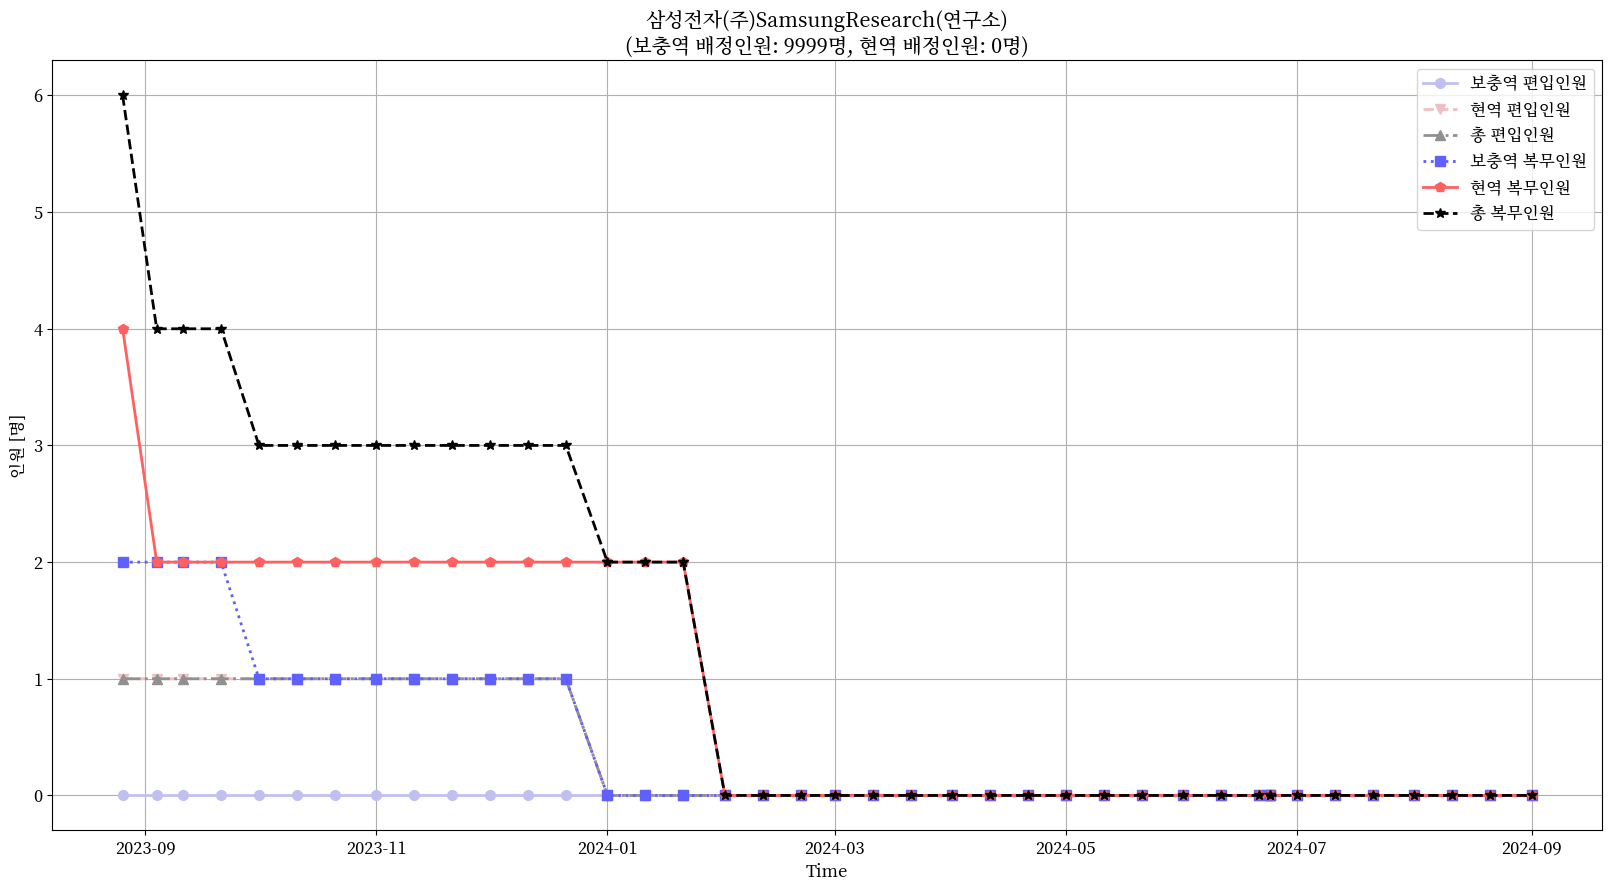 삼성전자(주)SamsungResearch(연구소)
(보충역 배정인원: 9999명, 현역 배정인원: 0명)
보충역 편입인원
현역 편입인원
총 편입인원
보충역 복무인원
현역 복무인원
총 복무인원
인원 [명]
6
5
4
3
2
1
0
2023-09
2023-11
2024-01
2024-03
2024-05
2024-07
2024-09
Time